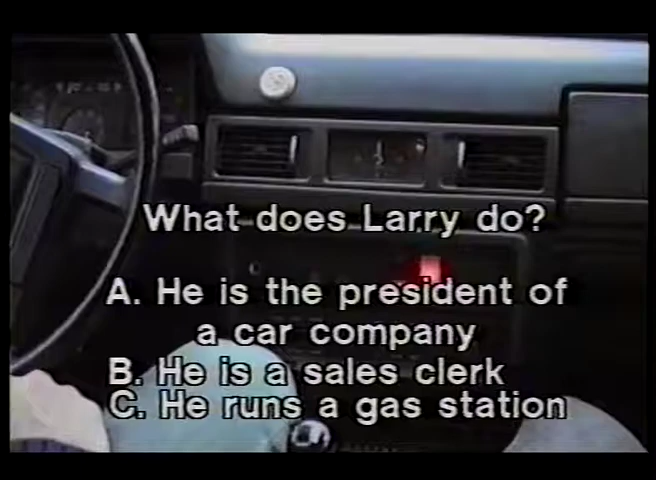 What does Larry do?
A. He is the president of
a car company
B. He is a sales clerk
C. He runs a gas station